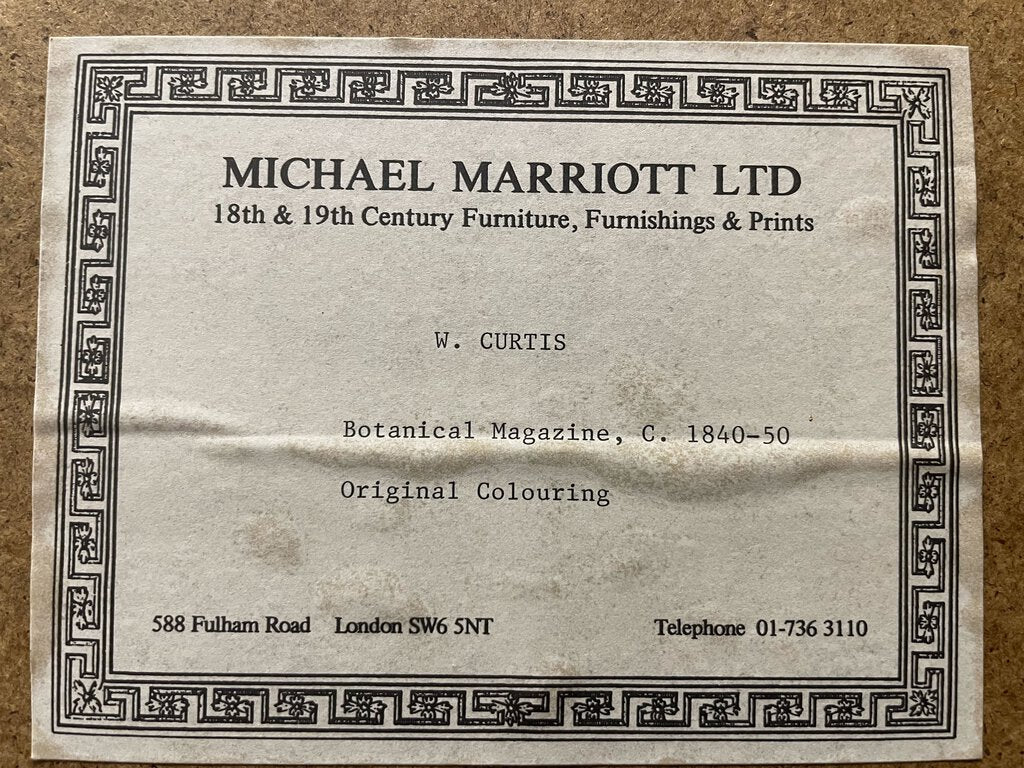 MICHAEL MARRIOTT LTD
18th & 19th Century Furniture, Furnishings & Prints
W. CURTIS
Botanical Magazine, C. 1840-50
Original Colouring
588 Fulham Road London SW6 5NT Telephone 01-736 3110